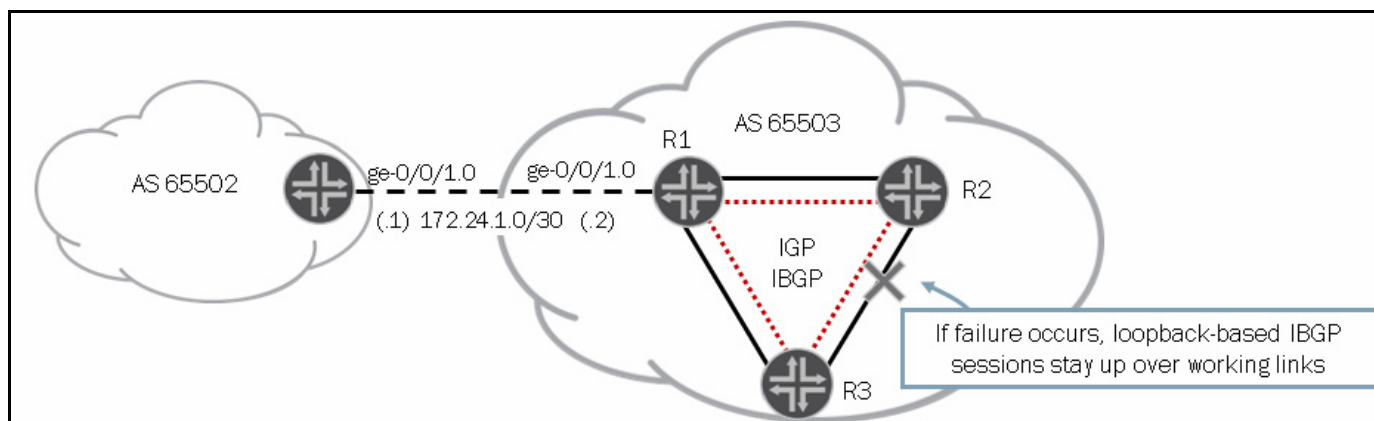 AS 65502
ge-0/0/1.0
ge-0/0/1.0
(.1) 172.24.1.0/30 (.2)
AS 65503
R1
R2
IGP
IBGP
If failure occurs, loopback-based IBGP
sessions stay up over working links
R3